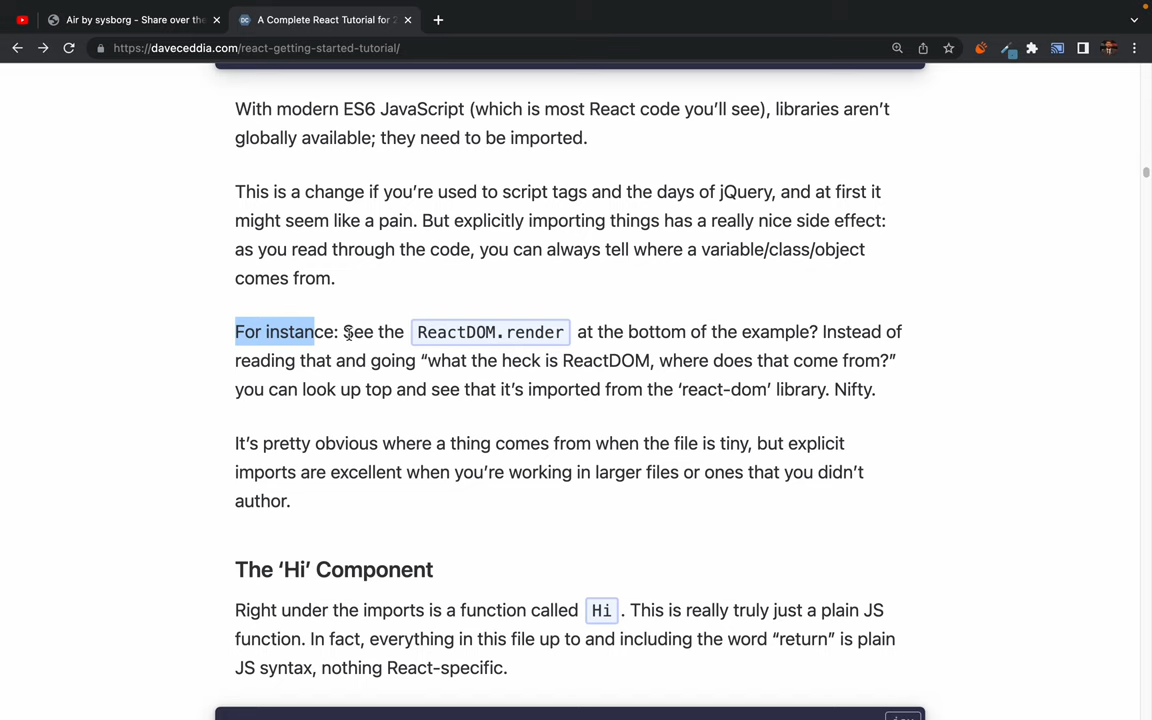 Air by sysborg - Share over the
A Complete React Tutorial for 2
https://daveceddia.com/react-getting-started-tutorial/
With modern ES6 JavaScript (which is most React code you’ll see), libraries aren’t
globally available; they need to be imported.
This is a change if you’re used to script tags and the days of jQuery, and at first it
might seem like a pain. But explicitly importing things has a really nice side effect:
as you read through the code, you can always tell where a variable/class/object
comes from.
For instance: See the ReactDOM.render at the bottom of the example? Instead of
reading that and going “what the heck is ReactDOM, where does that come from?”
you can look up top and see that it’s imported from the ‘react-dom’ library. Nifty.
It’s pretty obvious where a thing comes from when the file is tiny, but explicit
imports are excellent when you’re working in larger files or ones that you didn’t
author.
The ‘Hi’ Component
Right under the imports is a function called Hi. This is really truly just a plain JS
function. In fact, everything in this file up to and including the word “return” is plain
JS syntax, nothing React-specific.